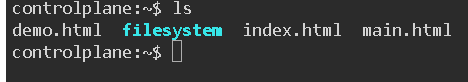 controlplane:~$ ls
demo.html filesystem index.html main.html
controlplane:~$